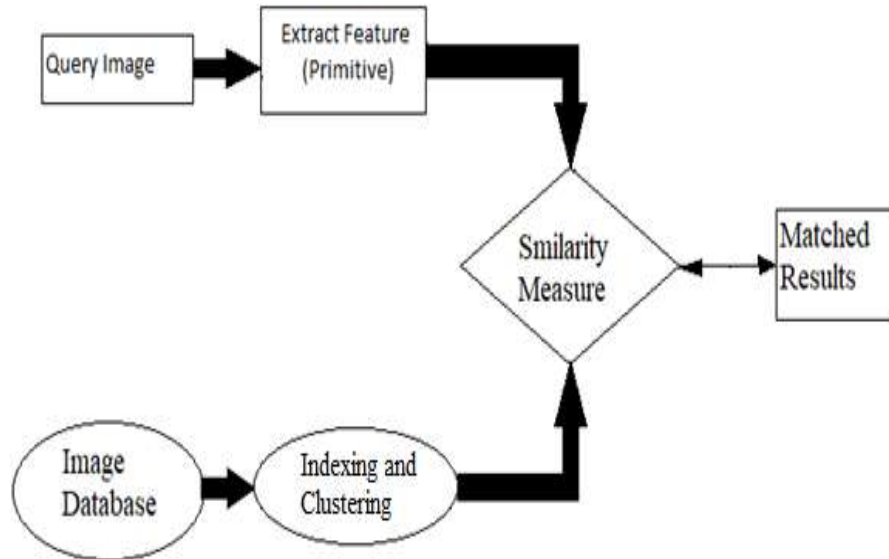 Query Image
Extract Feature
(Primitive)
Smilarity
Measure
Matched
Results
Image
Database
Indexing and
Clustering